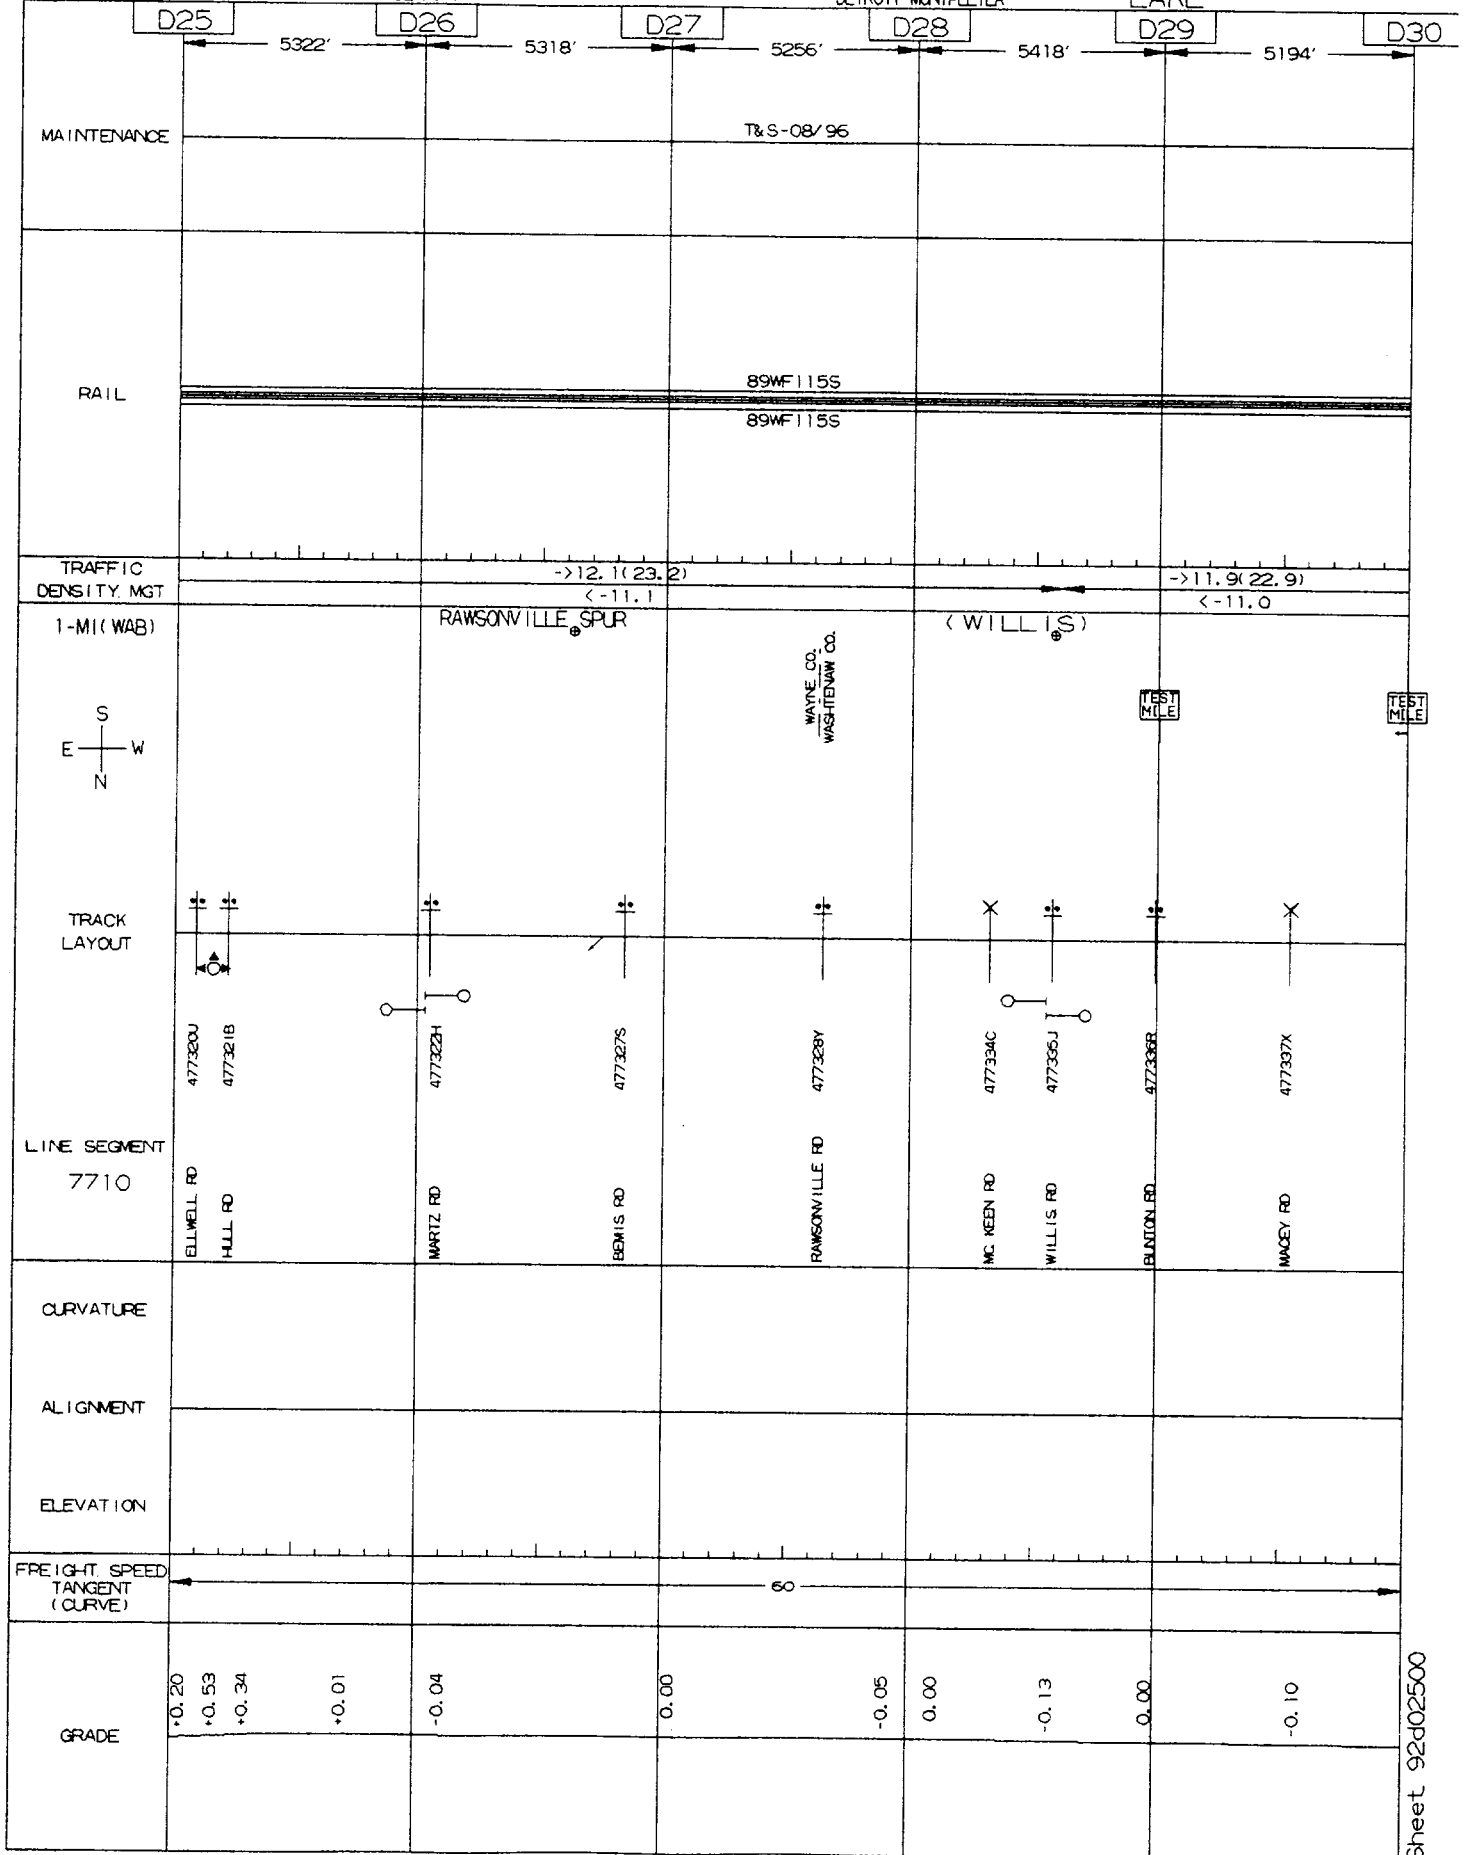 D25 D26 D27 D28 D29 D30
5322' 5318' 5256' 5418' 5194'
MAINTENANCE
T&S-08/96
RAIL
89WF115S
89WF115S
TRAFFIC
DENSITY. MGT
->12.1(23.2)
<-11.1
->11.9(22.9)
<-11.0
1-MI(WAB)
RAWSONVILLE SPUR
(WILLIS)
WAYNE CO.
WASHTENAW CO.
TEST
MILE
TEST
MILE
S
E W
N
TRACK
LAYOUT
477320U
477321B
477322H
477327S
477328Y
477334C
477335J
477336R
477337X
LINE SEGMENT
7710
ELLWELL RD
HULL RD
MARTZ RD
BEMIS RD
RAWSONVILLE RD
MC KEEN RD
WILLIS RD
BUNTON RD
MACEY RD
CURVATURE
ALIGNMENT
ELEVATION
FREIGHT. SPEED
TANGENT
(CURVE)
60
GRADE
+0.20
+0.53
+0.34
+0.01
-0.04
0.00
-0.05
0.00
-0.13
0.00
-0.10
Sheet 92d02500